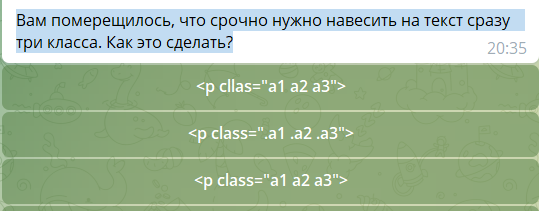 Вам померещилось, что срочно нужно навесить на текст сразу
три класса. Как это сделать?
20:35
<p cllas="a1 a2 a3">
<p class=".a1 .a2 .a3">
<p class="a1 a2 a3">